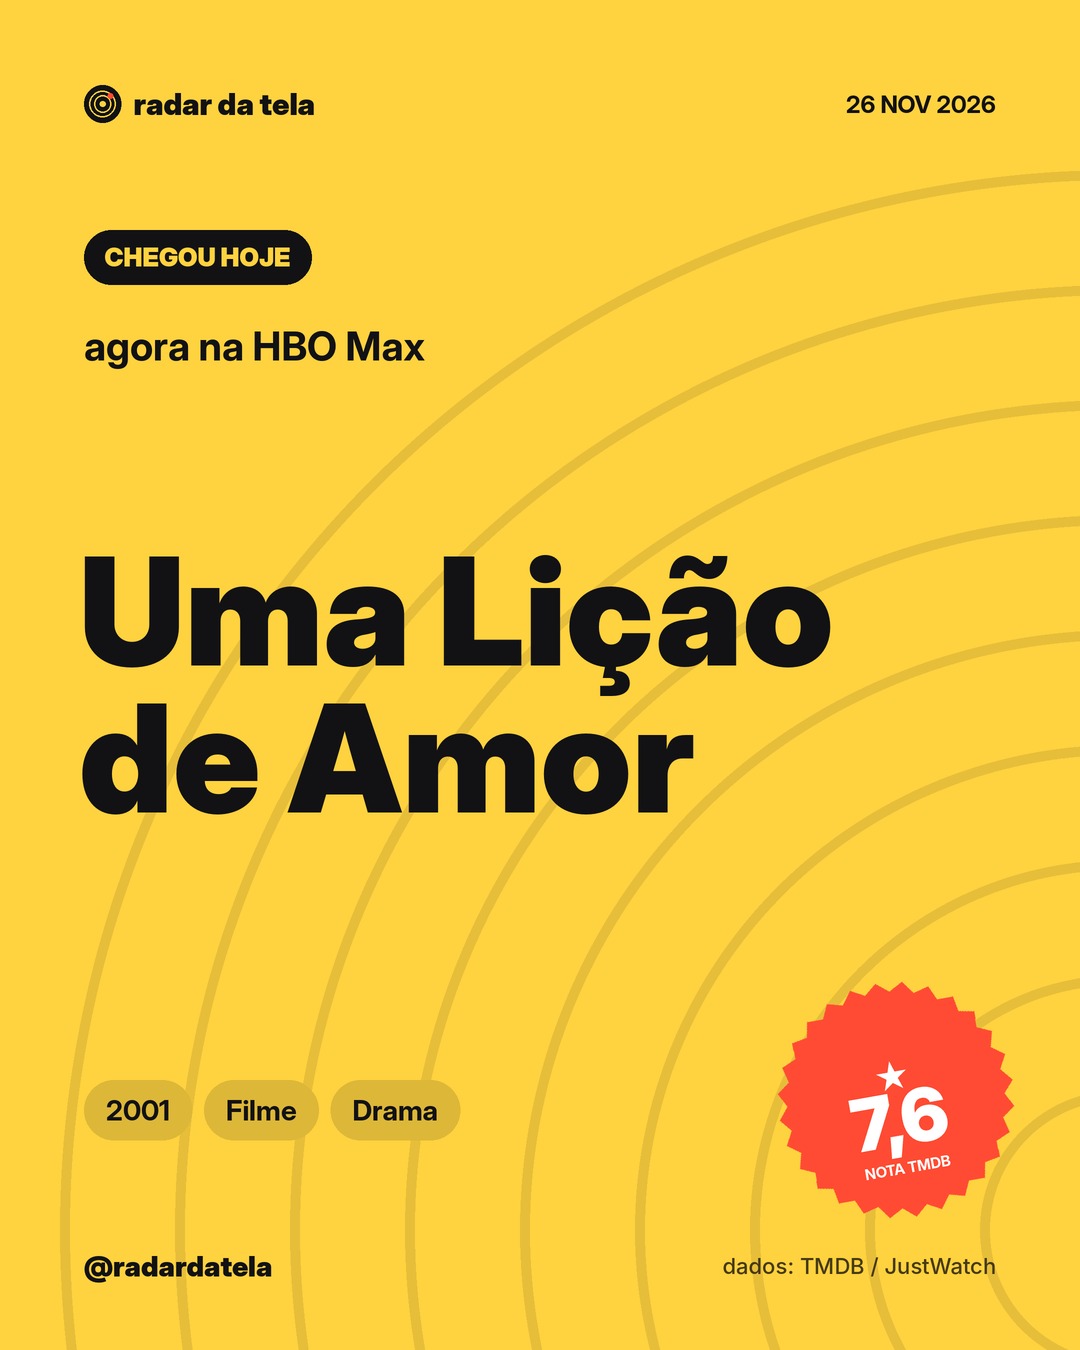 radar da tela
26 NOV 2026
CHEGOU HOJE
agora na HBO Max
Uma Lição
de Amor
2001
Filme
Drama
★
7,6
NOTA TMDB
@radardatela
dados: TMDB / JustWatch